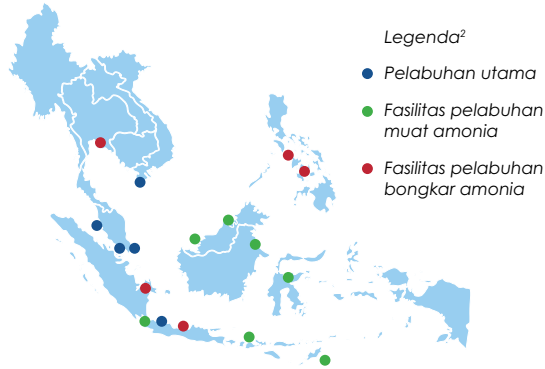 Legenda²
Pelabuhan utama
Fasilitas pelabuhan
muat amonia
Fasilitas pelabuhan
bongkar amonia